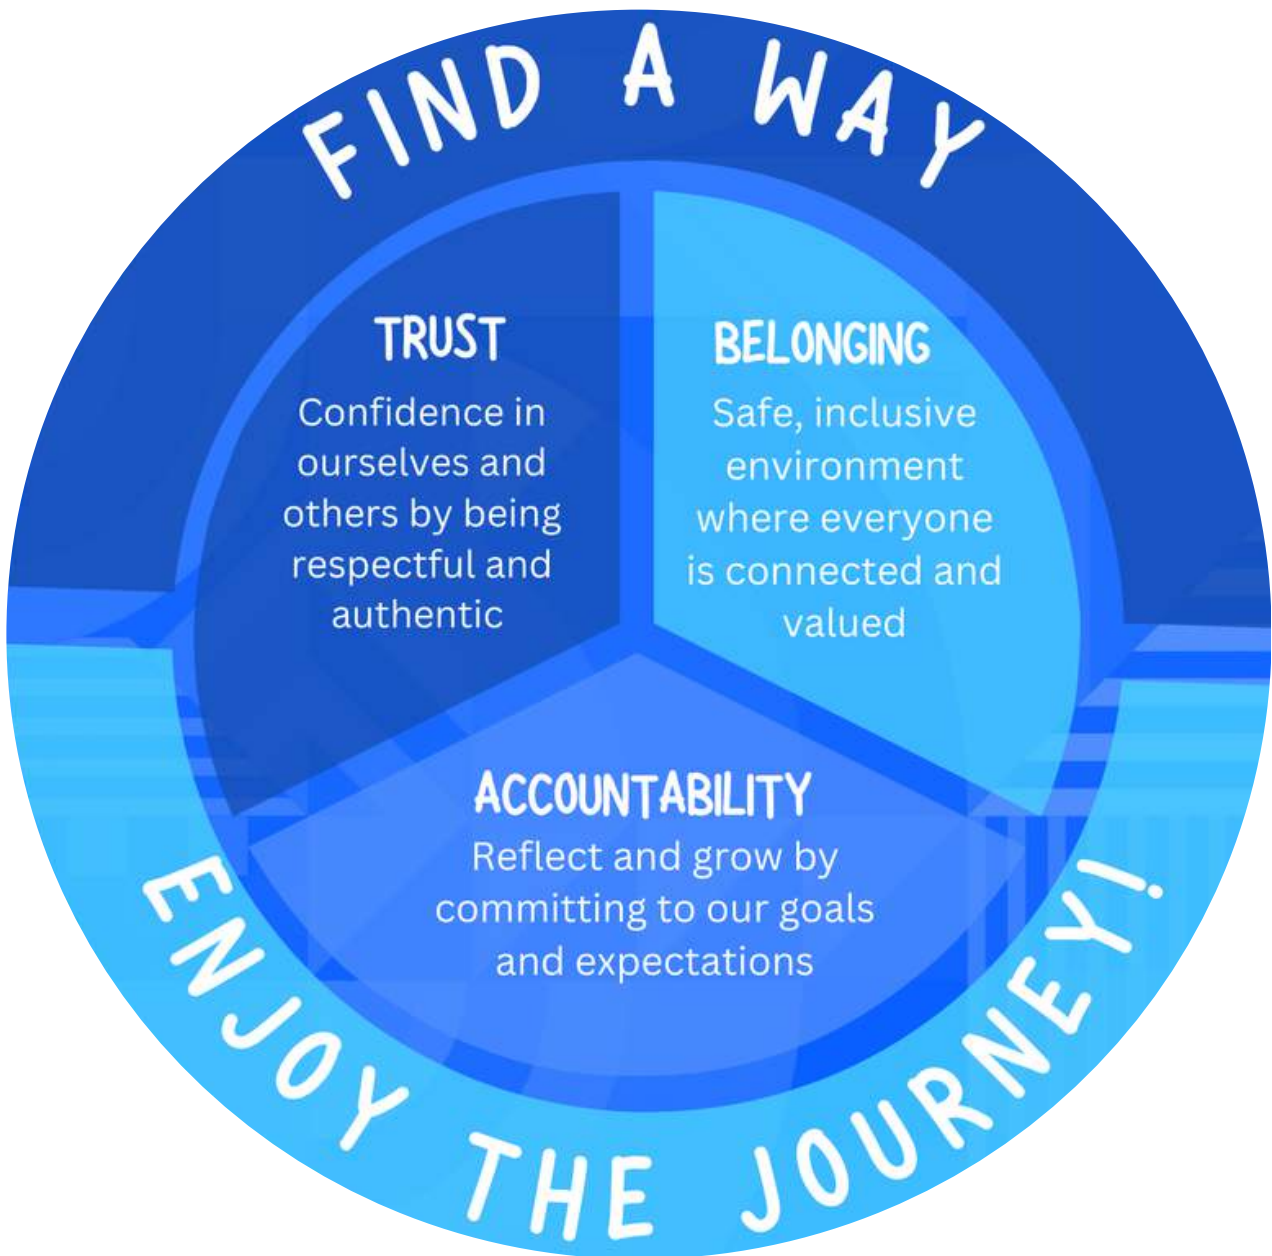 FIND A WAY
TRUST
Confidence in
ourselves and
others by being
respectful and
authentic
BELONGING
Safe, inclusive
environment
where everyone
is connected and
valued
ACCOUNTABILITY
Reflect and grow by
committing to our goals
and expectations
ENJOY THE JOURNEY!